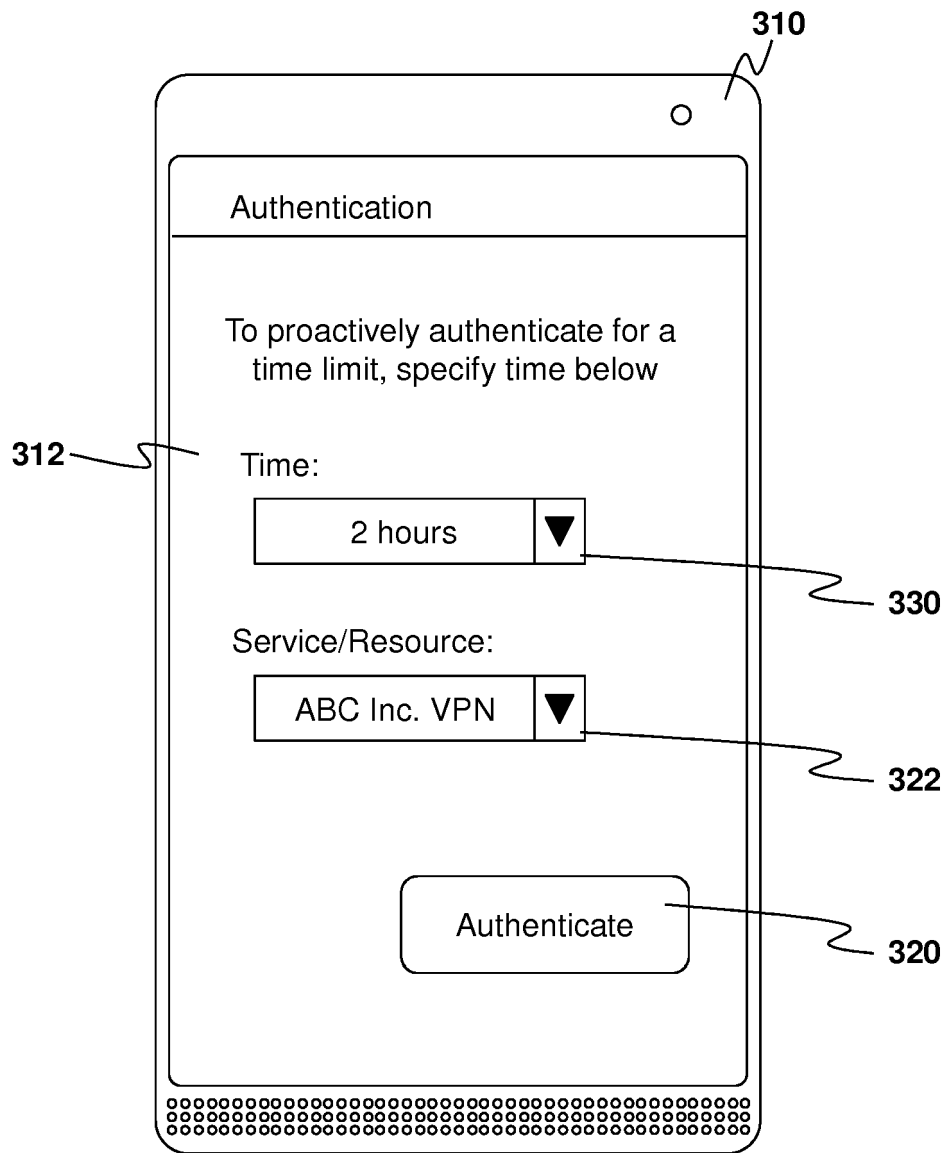 310
Authentication
To proactively authenticate for a
time limit, specify time below
312
Time:
2 hours
330
Service/Resource:
ABC Inc. VPN
322
Authenticate
320